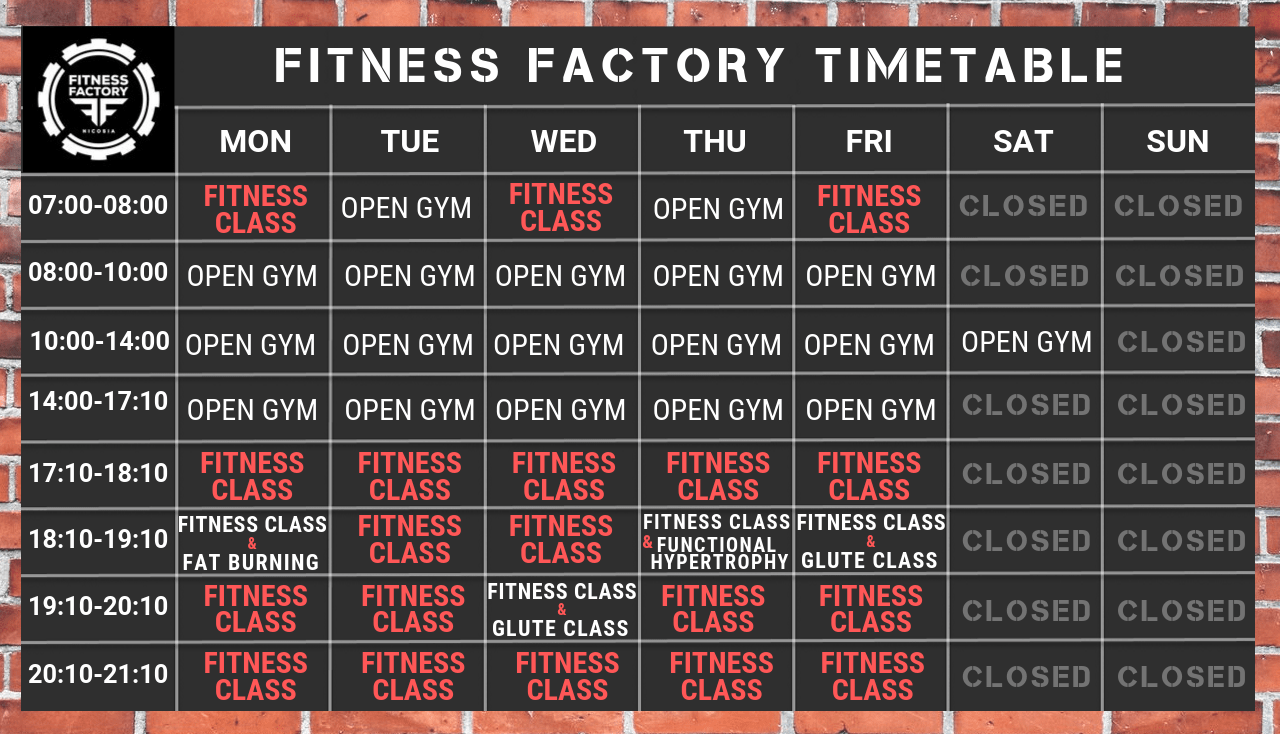 FITNESS
FACTORY
FF
NICOSIA
FITNESS FACTORY TIMETABLE
MON TUE WED THU FRI SAT SUN
07:00-08:00 FITNESS CLASS OPEN GYM FITNESS CLASS OPEN GYM FITNESS CLASS CLOSED CLOSED
08:00-10:00 OPEN GYM OPEN GYM OPEN GYM OPEN GYM OPEN GYM CLOSED CLOSED
10:00-14:00 OPEN GYM OPEN GYM OPEN GYM OPEN GYM OPEN GYM OPEN GYM CLOSED
14:00-17:10 OPEN GYM OPEN GYM OPEN GYM OPEN GYM OPEN GYM CLOSED CLOSED
17:10-18:10 FITNESS CLASS FITNESS CLASS FITNESS CLASS FITNESS CLASS FITNESS CLASS CLOSED CLOSED
18:10-19:10 FITNESS CLASS & FAT BURNING FITNESS CLASS FITNESS CLASS FITNESS CLASS & FUNCTIONAL HYPERTROPHY FITNESS CLASS & GLUTE CLASS CLOSED CLOSED
19:10-20:10 FITNESS CLASS FITNESS CLASS FITNESS CLASS & GLUTE CLASS FITNESS CLASS FITNESS CLASS CLOSED CLOSED
20:10-21:10 FITNESS CLASS FITNESS CLASS FITNESS CLASS FITNESS CLASS FITNESS CLASS CLOSED CLOSED